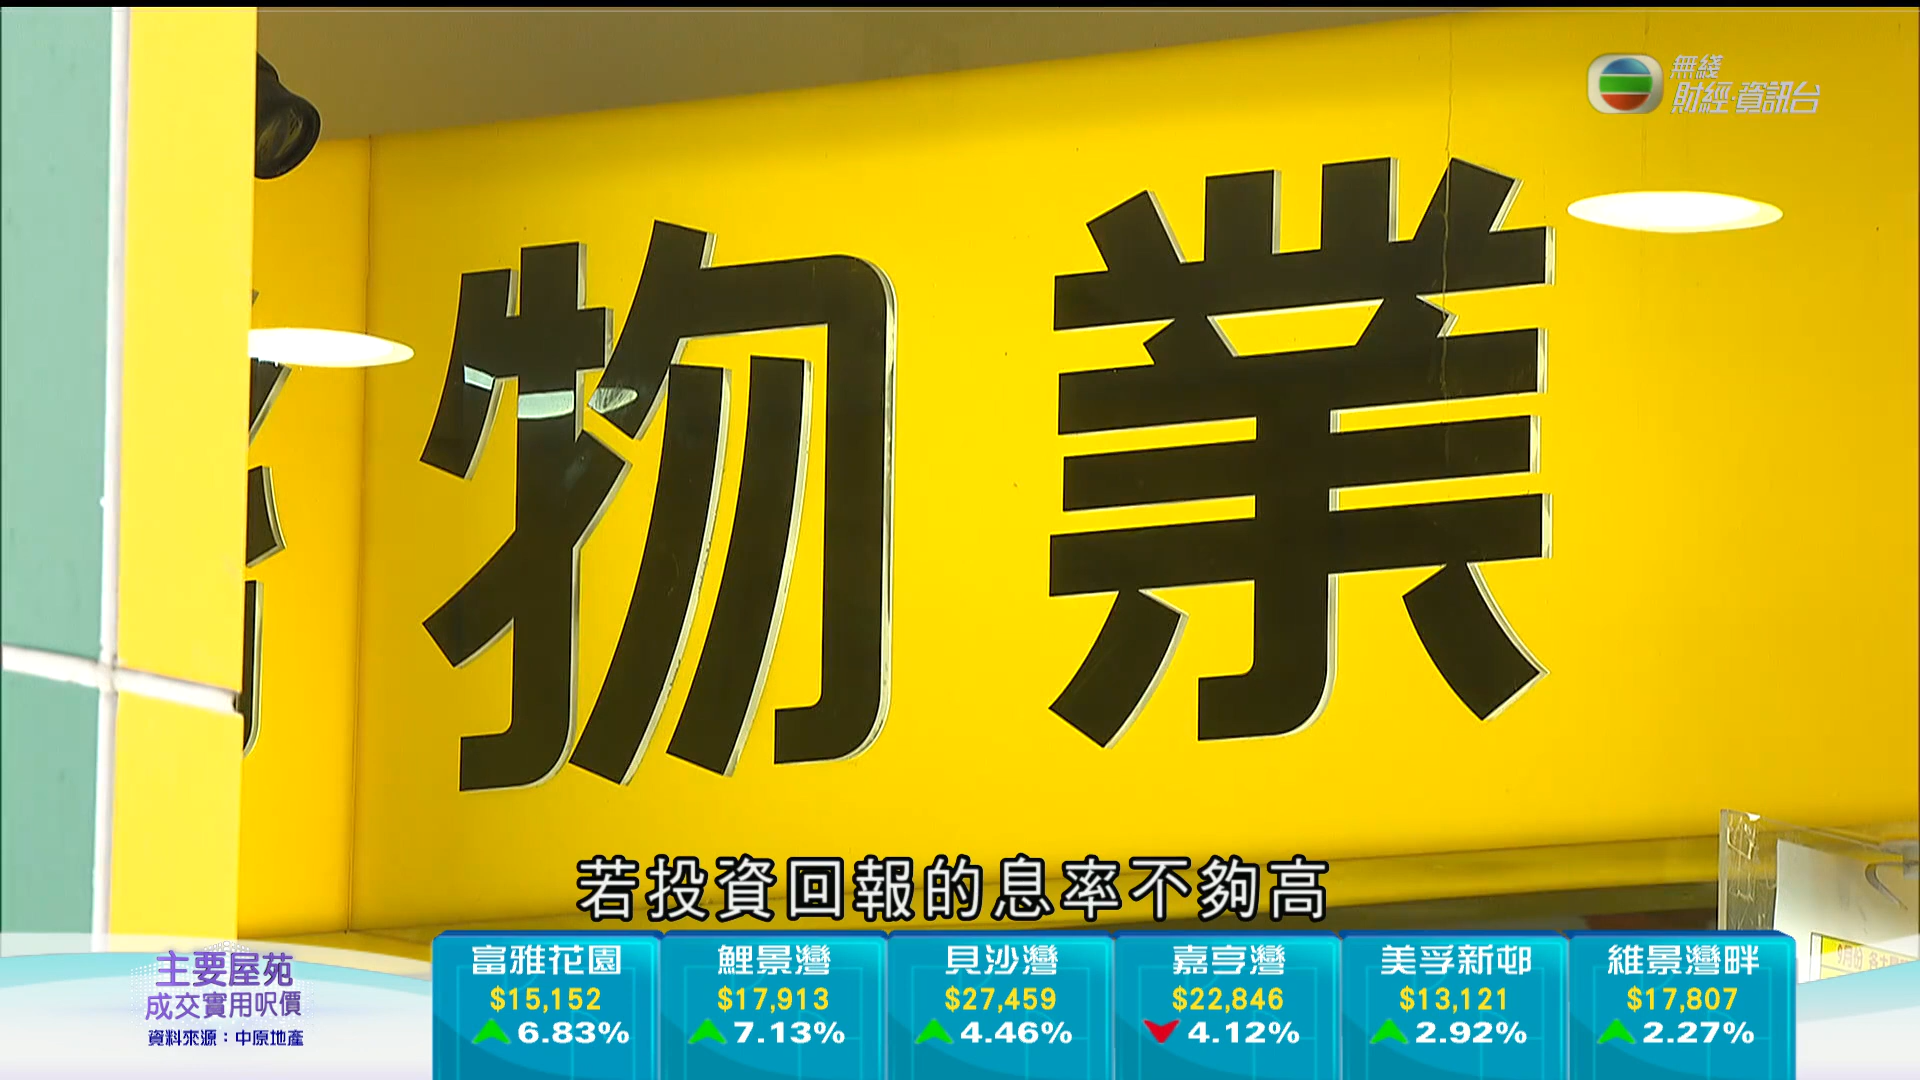 無綫
財經·資訊台
物業
若投資回報的息率不夠高
主要屋苑
成交實用呎價
資料來源：中原地產
富雅花園
$15,152
6.83%
鯉景灣
$17,913
7.13%
貝沙灣
$27,459
4.46%
嘉亨灣
$22,846
4.12%
美孚新邨
$13,121
2.92%
維景灣畔
$17,807
2.27%
9月份